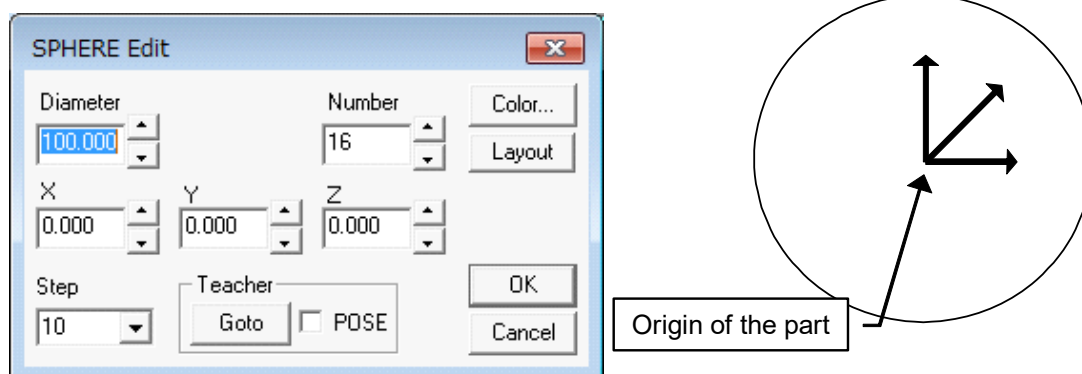 SPHERE Edit
Diameter
Number
Color...
100.000
16
Layout
X
Y
Z
0.000
0.000
0.000
Step
Teacher
OK
10
Goto
POSE
Cancel
Origin of the part